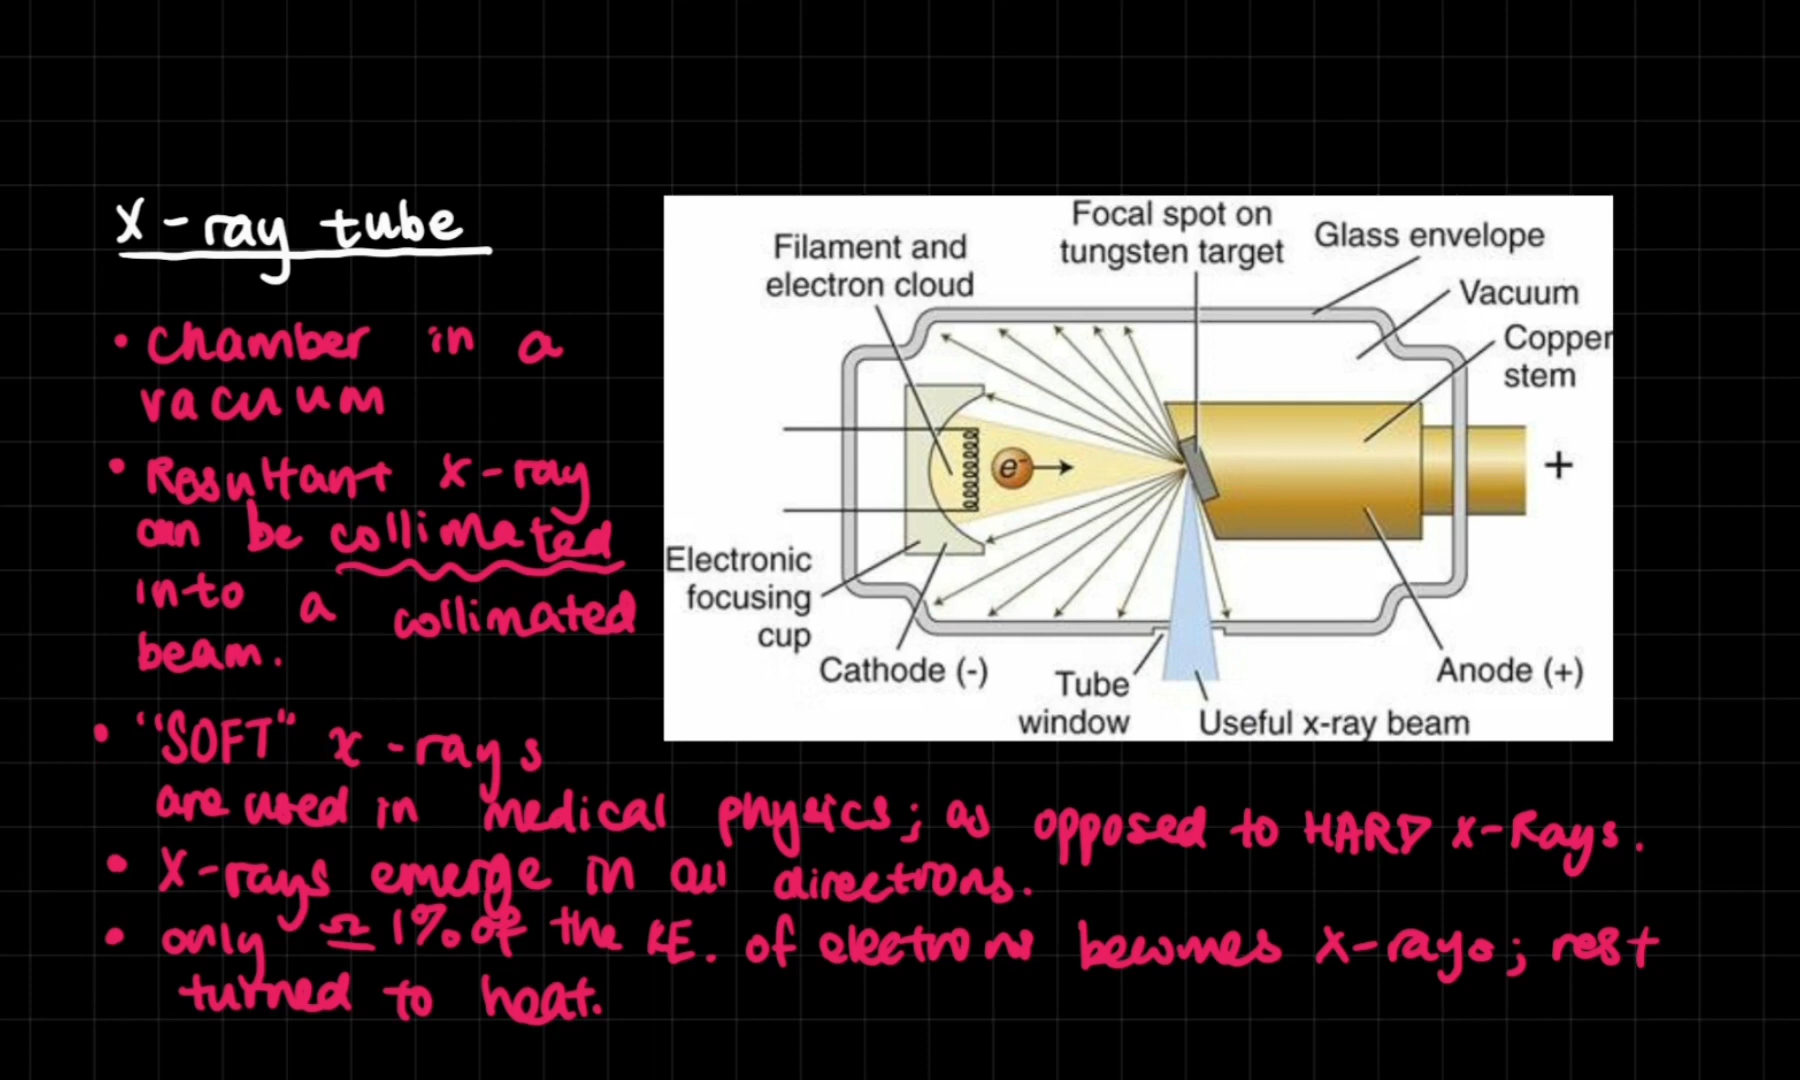 X-ray tube
• Chamber in a
vacuum
• Resultant X-ray
can be collimated
into a collimated
beam.
• "SOFT" x-rays
are used in medical physics; as opposed to HARD X-Rays.
• X-rays emerge in all directions.
• only ≃ 1% of the KE. of electrons becomes X-rays; rest
turned to heat.
Filament and
electron cloud
Focal spot on
tungsten target
Glass envelope
Vacuum
Copper
stem
e-
+
Electronic
focusing
cup
Cathode (-)
Tube
window
Useful x-ray beam
Anode (+)